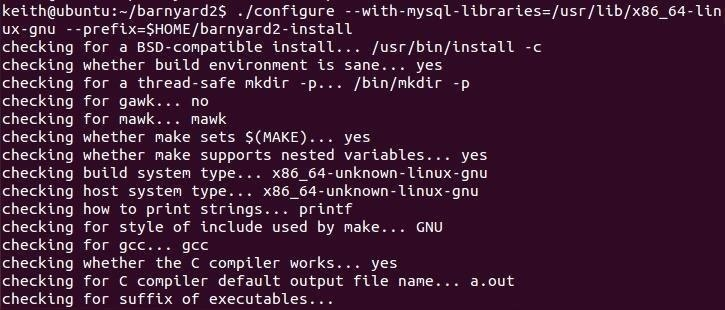 keith@ubuntu:~/barnyard2$ ./configure --with-mysql-libraries=/usr/lib/x86_64-lin
ux-gnu --prefix=$HOME/barnyard2-install
checking for a BSD-compatible install... /usr/bin/install -c
checking whether build environment is sane... yes
checking for a thread-safe mkdir -p... /bin/mkdir -p
checking for gawk... no
checking for mawk... mawk
checking whether make sets $(MAKE)... yes
checking whether make supports nested variables... yes
checking build system type... x86_64-unknown-linux-gnu
checking host system type... x86_64-unknown-linux-gnu
checking how to print strings... printf
checking for style of include used by make... GNU
checking for gcc... gcc
checking whether the C compiler works... yes
checking for C compiler default output file name... a.out
checking for suffix of executables...